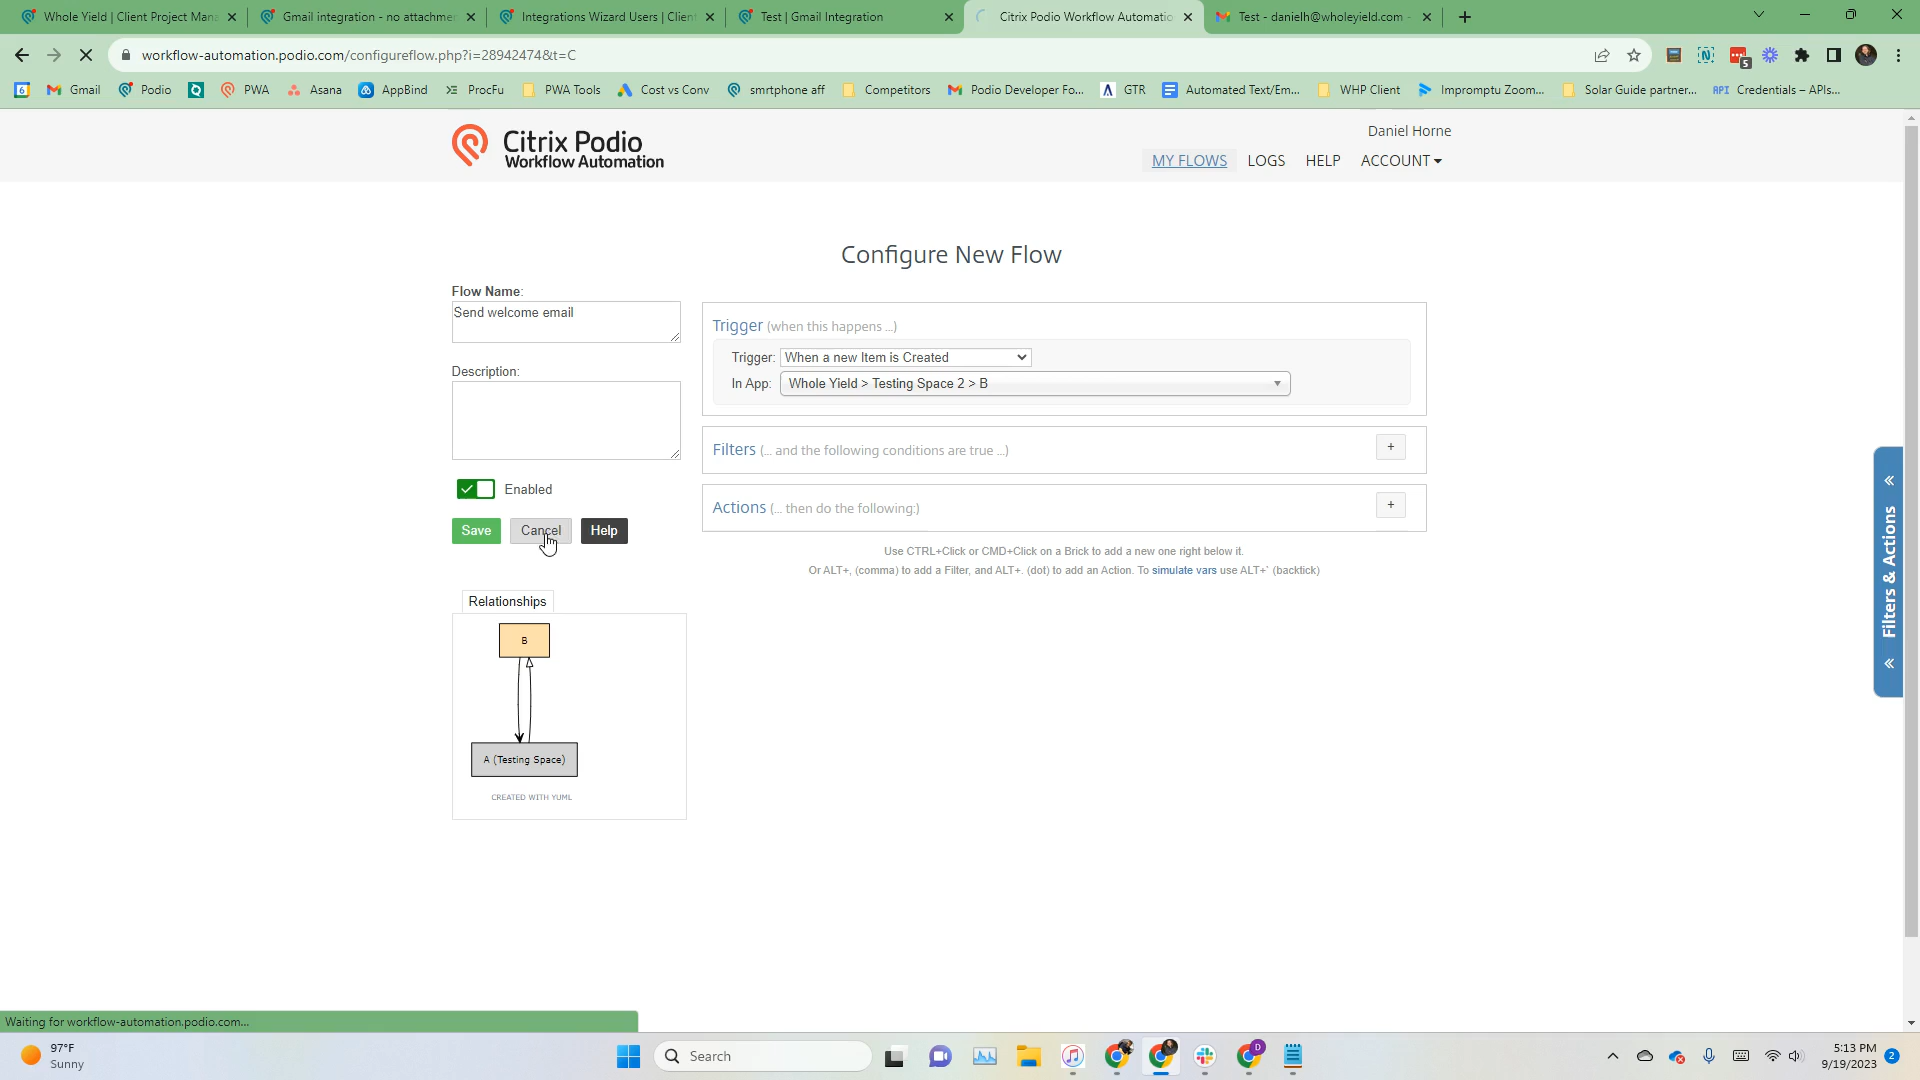 Whole Yield | Client Project Mana
Gmail integration - no attachmen
Integrations Wizard Users | Client
Test | Gmail Integration
Citrix Podio Workflow Automatio
Test - danielh@wholeyield.com -
workflow-automation.podio.com/configureflow.php?i=28942474&t=C
5
6
Gmail
Podio
PWA
Asana
AppBind
ProcFu
PWA Tools
Cost vs Conv
smrtphone aff
Competitors
Podio Developer Fo...
GTR
Automated Text/Em...
WHP Client
Impromptu Zoom...
Solar Guide partner...
API
Credentials – APIs...
Citrix Podio
Workflow Automation
Daniel Horne
MY FLOWS
LOGS
HELP
ACCOUNT
Configure New Flow
Flow Name:
Send welcome email
Description:
Enabled
Save
Cancel
Help
Trigger (when this happens ...)
Trigger: When a new Item is Created
In App: Whole Yield > Testing Space 2 > B
Filters (... and the following conditions are true ...)
+
Actions (... then do the following:)
+
Use CTRL+Click or CMD+Click on a Brick to add a new one right below it.
Or ALT+, (comma) to add a Filter, and ALT+. (dot) to add an Action. To simulate vars use ALT+` (backtick)
Filters & Actions
Relationships
B
A (Testing Space)
CREATED WITH YUML
Waiting for workflow-automation.podio.com...
97°F
Sunny
Search
D
5:13 PM
9/19/2023
2